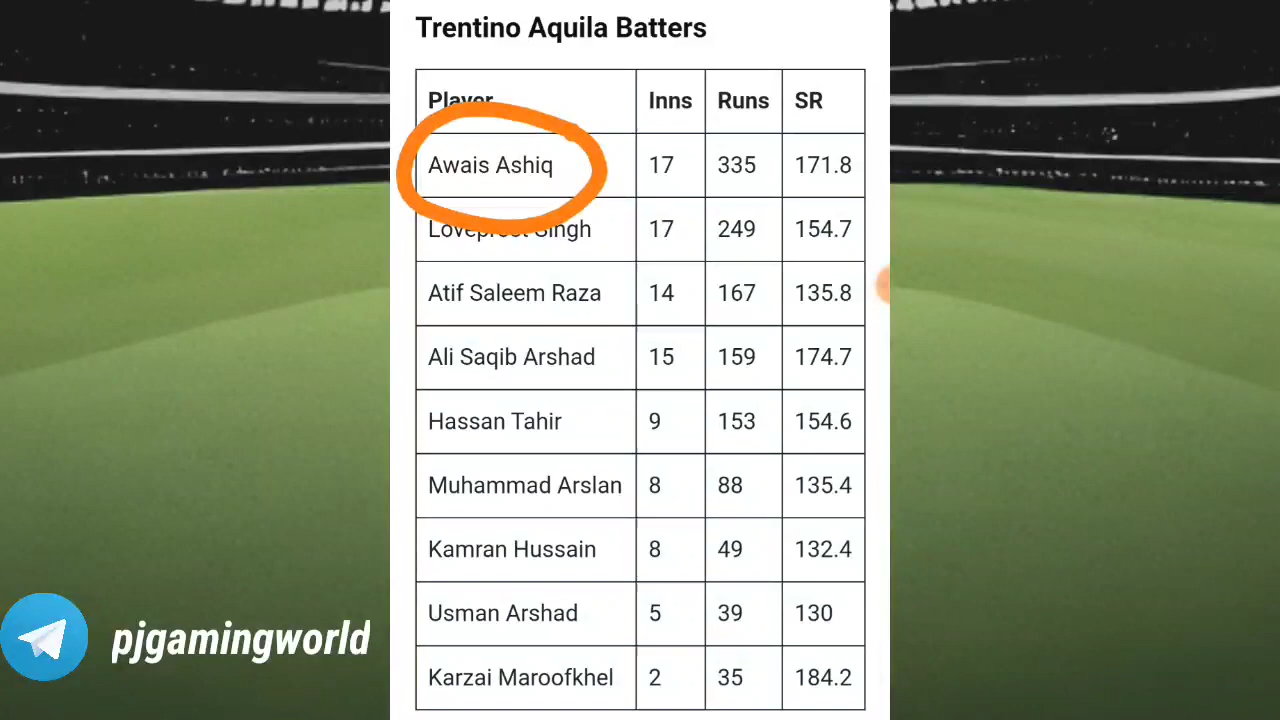 Trentino Aquila Batters
Player Inns Runs SR
Awais Ashiq 17 335 171.8
Lovepreet Singh 17 249 154.7
Atif Saleem Raza 14 167 135.8
Ali Saqib Arshad 15 159 174.7
Hassan Tahir 9 153 154.6
Muhammad Arslan 8 88 135.4
Kamran Hussain 8 49 132.4
Usman Arshad 5 39 130
Karzai Maroofkhel 2 35 184.2
pjgamingworld